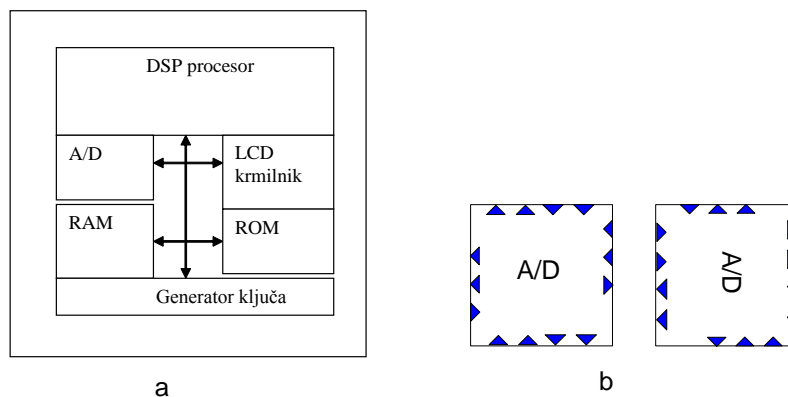 DSP procesor
A/D
LCD
krmilnik
RAM
ROM
Generator ključa
a
A/D
A/D
b